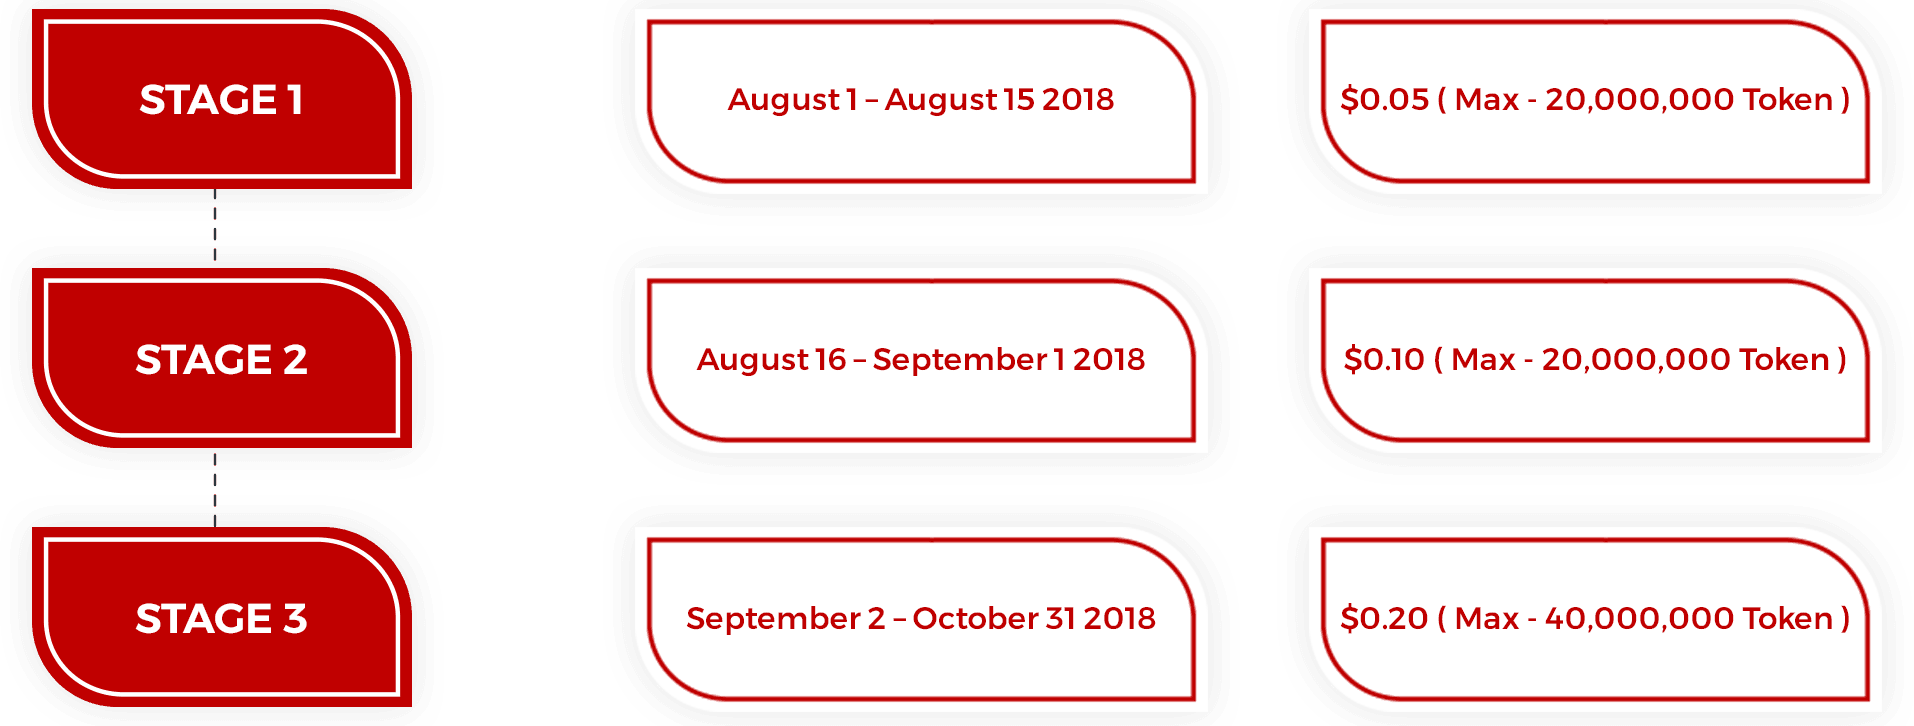 STAGE 1
August 1 – August 15 2018
$0.05 ( Max - 20,000,000 Token )
STAGE 2
August 16 – September 1 2018
$0.10 ( Max - 20,000,000 Token )
STAGE 3
September 2 – October 31 2018
$0.20 ( Max - 40,000,000 Token )